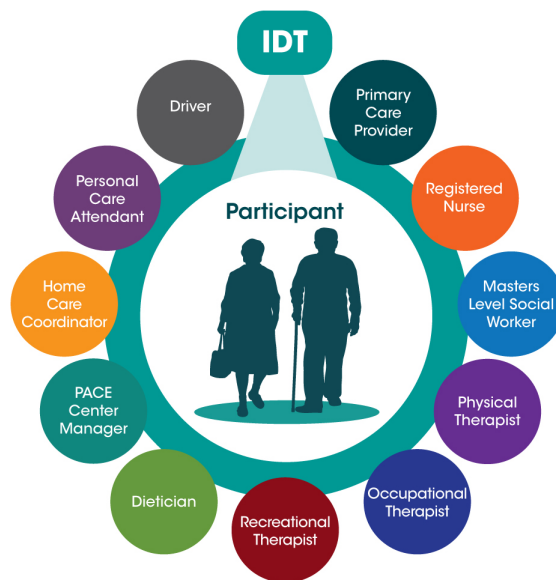 IDT
Primary
Care
Provider
Registered
Nurse
Masters
Level Social
Worker
Physical
Therapist
Occupational
Therapist
Recreational
Therapist
Dietician
PACE
Center
Manager
Home
Care
Coordinator
Personal
Care
Attendant
Driver
Participant